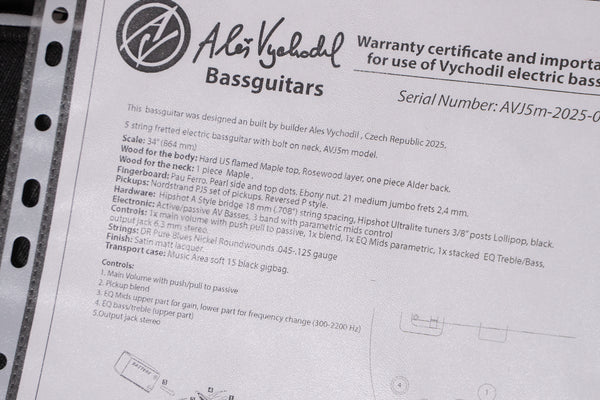 Aleš Vychodil
Bassguitars
Warranty certificate and importa
for use of Vychodil electric bass
Serial Number: AVJ5m-2025-0
This bassguitar was designed an built by builder Ales Vychodil , Czech Republic 2025.
5 string fretted electric bassguitar with bolt on neck, AVJ5m model.
Scale: 34" (864 mm)
Wood for the body: Hard US flamed Maple top, Rosewood layer, one piece Alder back.
Wood for the neck: 1 piece Maple .
Fingerboard: Pau Ferro, Pearl side and top dots, Ebony nut. 21 medium jumbo frets 2,4 mm.
Pickups: Nordstrand PJ5 set of pickups. Reversed P style.
Hardware: Hipshot A Style bridge 18 mm (.708") string spacing, Hipshot Ultralite tuners 3/8" posts Lollipop, black.
Electronic: Active/passive AV Basses, 3 band with parametric mids control
Controls: 1x main volume with push pull to passive, 1x blend, 1x EQ Mids parametric, 1x stacked EQ Treble/Bass,
output jack 6.3 mm stereo.
Strings: DR Pure Blues Nickel Roundwounds .045-.125 gauge
Finish: Satin matt lacquer.
Transport case: Music Area soft 15 black gigbag.
Controls:
1. Main Volume with push/pull to passive
2. Pickup blend
3. EQ Mids upper part for gain, lower part for frequency change (300-2200 Hz)
4. EQ bass/treble (upper part)
5.Output jack stereo
4
1